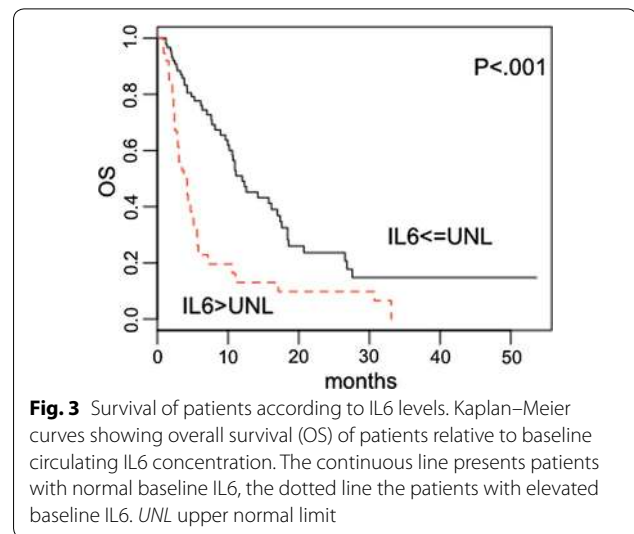 1.0
P<.001
0.8
0.6
OS
0.4
IL6<=UNL
0.2
IL6>UNL
0.0
0 10 20 30 40 50
months
Fig. 3 Survival of patients according to IL6 levels. Kaplan–Meier
curves showing overall survival (OS) of patients relative to baseline
circulating IL6 concentration. The continuous line presents patients
with normal baseline IL6, the dotted line the patients with elevated
baseline IL6. UNL upper normal limit